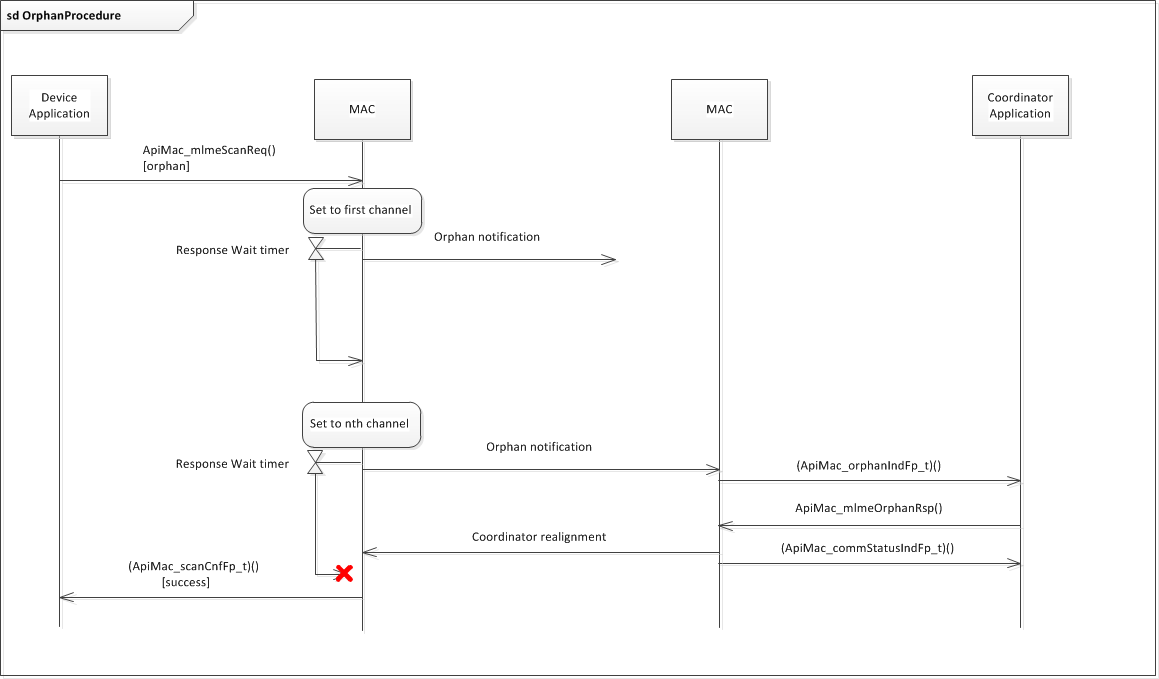 sd OrphanProcedure
Device
Application
MAC
MAC
Coordinator
Application
ApiMac_mlmeScanReq()
[orphan]
Set to first channel
Response Wait timer
Orphan notification
Set to nth channel
Response Wait timer
Orphan notification
(ApiMac_orphanIndFp_t)()
ApiMac_mlmeOrphanRsp()
Coordinator realignment
(ApiMac_commStatusIndFp_t)()
(ApiMac_scanCnfFp_t)()
[success]